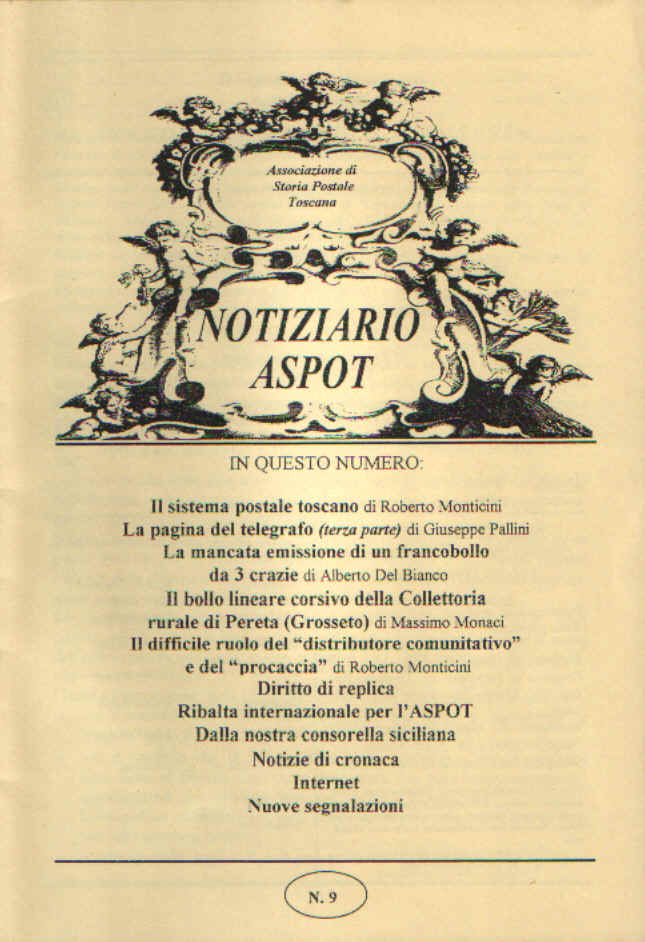 Associazione di
Storia Postale
Toscana
NOTIZIARIO
ASPOT
IN QUESTO NUMERO:
Il sistema postale toscano di Roberto Monticini
La pagina del telegrafo (terza parte) di Giuseppe Pallini
La mancata emissione di un francobollo
da 3 crazie di Alberto Del Bianco
Il bollo lineare corsivo della Collettoria
rurale di Pereta (Grosseto) di Massimo Monaci
Il difficile ruolo del “distributore comunitativo”
e del “procaccia” di Roberto Monticini
Diritto di replica
Ribalta internazionale per l’ASPOT
Dalla nostra consorella siciliana
Notizie di cronaca
Internet
Nuove segnalazioni
N. 9